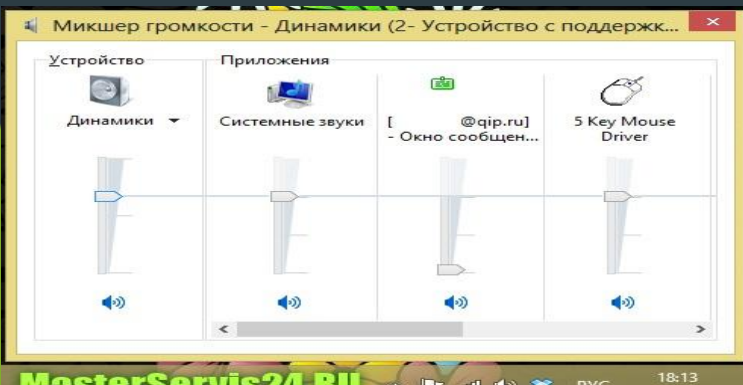 Микшер громкости - Динамики (2- Устройство с поддержк...
Устройство
Приложения
Динамики
Системные звуки
[ @qip.ru]
- Окно сообщен...
5 Key Mouse
Driver
MasterServis24.RU
РУС
18:13